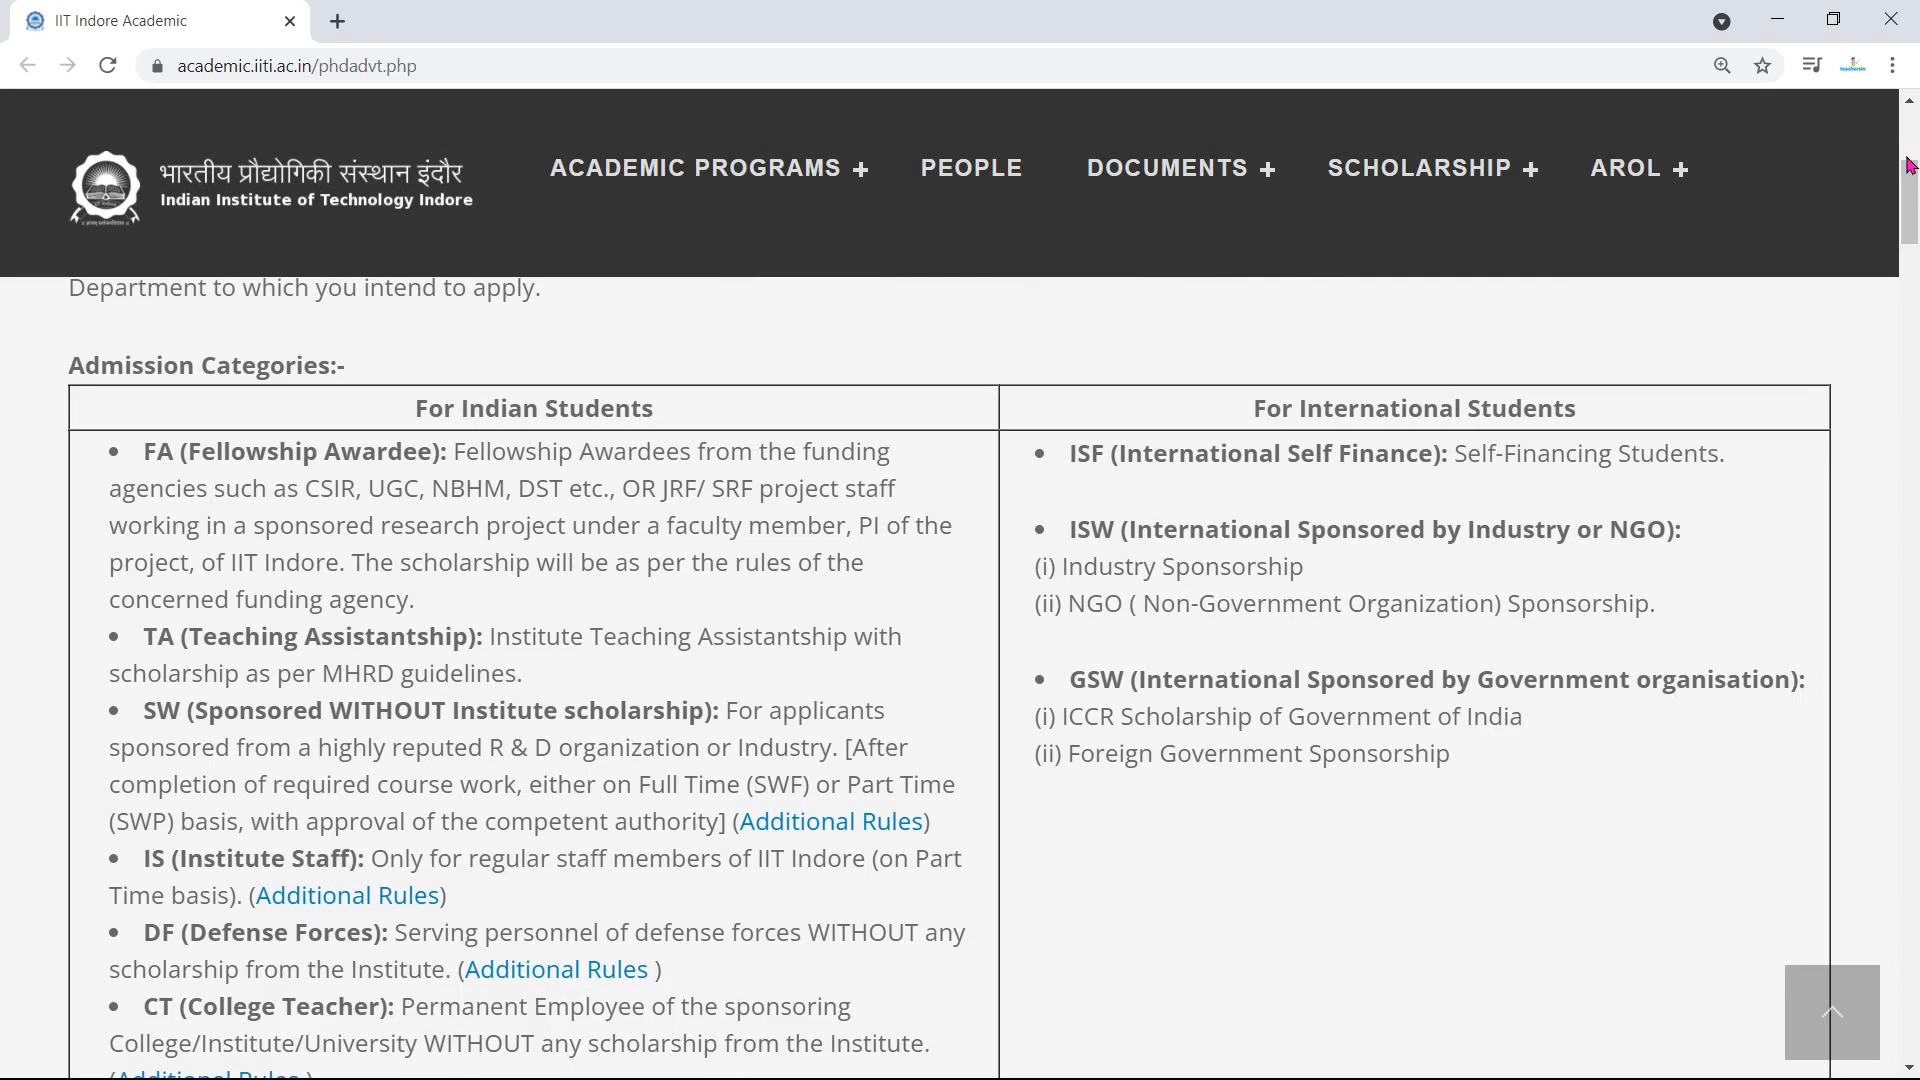 IIT Indore Academic
academic.iiti.ac.in/phdadvt.php
भारतीय प्रौद्योगिकी संस्थान इंदौर
Indian Institute of Technology Indore
ACADEMIC PROGRAMS +
PEOPLE
DOCUMENTS +
SCHOLARSHIP +
AROL +
Department to which you intend to apply.
Admission Categories:-
For Indian Students
• FA (Fellowship Awardee): Fellowship Awardees from the funding
agencies such as CSIR, UGC, NBHM, DST etc., OR JRF/ SRF project staff
working in a sponsored research project under a faculty member, PI of the
project, of IIT Indore. The scholarship will be as per the rules of the
concerned funding agency.
• TA (Teaching Assistantship): Institute Teaching Assistantship with
scholarship as per MHRD guidelines.
• SW (Sponsored WITHOUT Institute scholarship): For applicants
sponsored from a highly reputed R & D organization or Industry. [After
completion of required course work, either on Full Time (SWF) or Part Time
(SWP) basis, with approval of the competent authority] (Additional Rules)
• IS (Institute Staff): Only for regular staff members of IIT Indore (on Part
Time basis). (Additional Rules)
• DF (Defense Forces): Serving personnel of defense forces WITHOUT any
scholarship from the Institute. (Additional Rules )
• CT (College Teacher): Permanent Employee of the sponsoring
College/Institute/University WITHOUT any scholarship from the Institute.
(Additional Rules )
For International Students
• ISF (International Self Finance): Self-Financing Students.
• ISW (International Sponsored by Industry or NGO):
(i) Industry Sponsorship
(ii) NGO ( Non-Government Organization) Sponsorship.
• GSW (International Sponsored by Government organisation):
(i) ICCR Scholarship of Government of India
(ii) Foreign Government Sponsorship